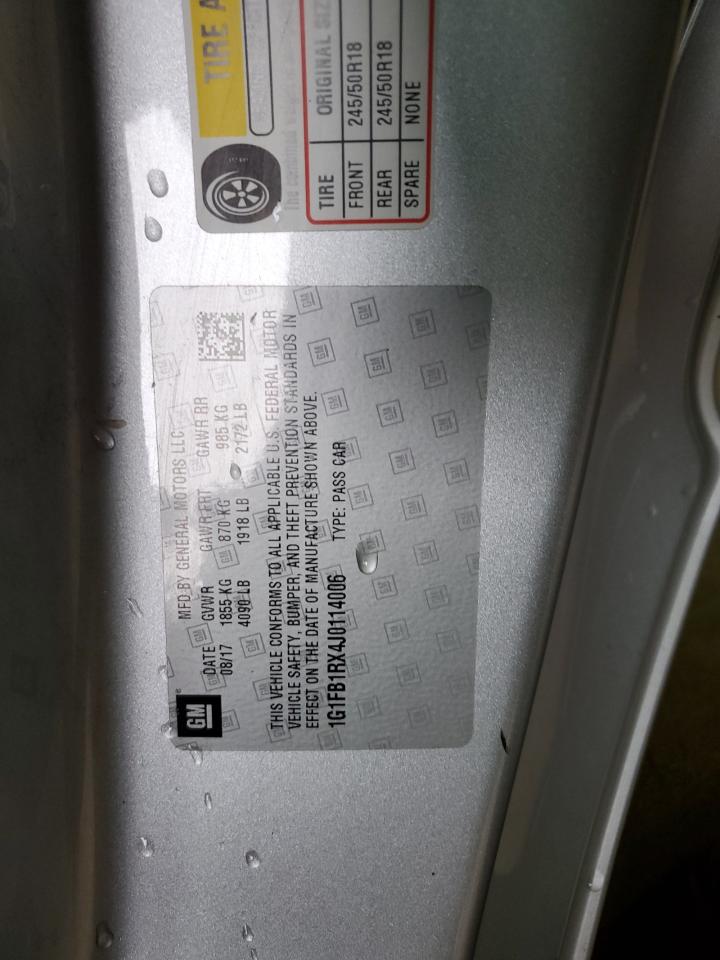 GM
MFD BY GENERAL MOTORS LLC
DATE GVWR GAWR FRT GAWR RR
08/17 1855 KG 870 KG 985 KG
4090 LB 1918 LB 2172 LB
THIS VEHICLE CONFORMS TO ALL APPLICABLE U.S. FEDERAL MOTOR
VEHICLE SAFETY, BUMPER, AND THEFT PREVENTION STANDARDS IN
EFFECT ON THE DATE OF MANUFACTURE SHOWN ABOVE.
1G1FB1RX4J0114006 TYPE: PASS CAR
TIRE A
The combined
TIRE ORIGINAL SIZ
FRONT 245/50R18
REAR 245/50R18
SPARE NONE